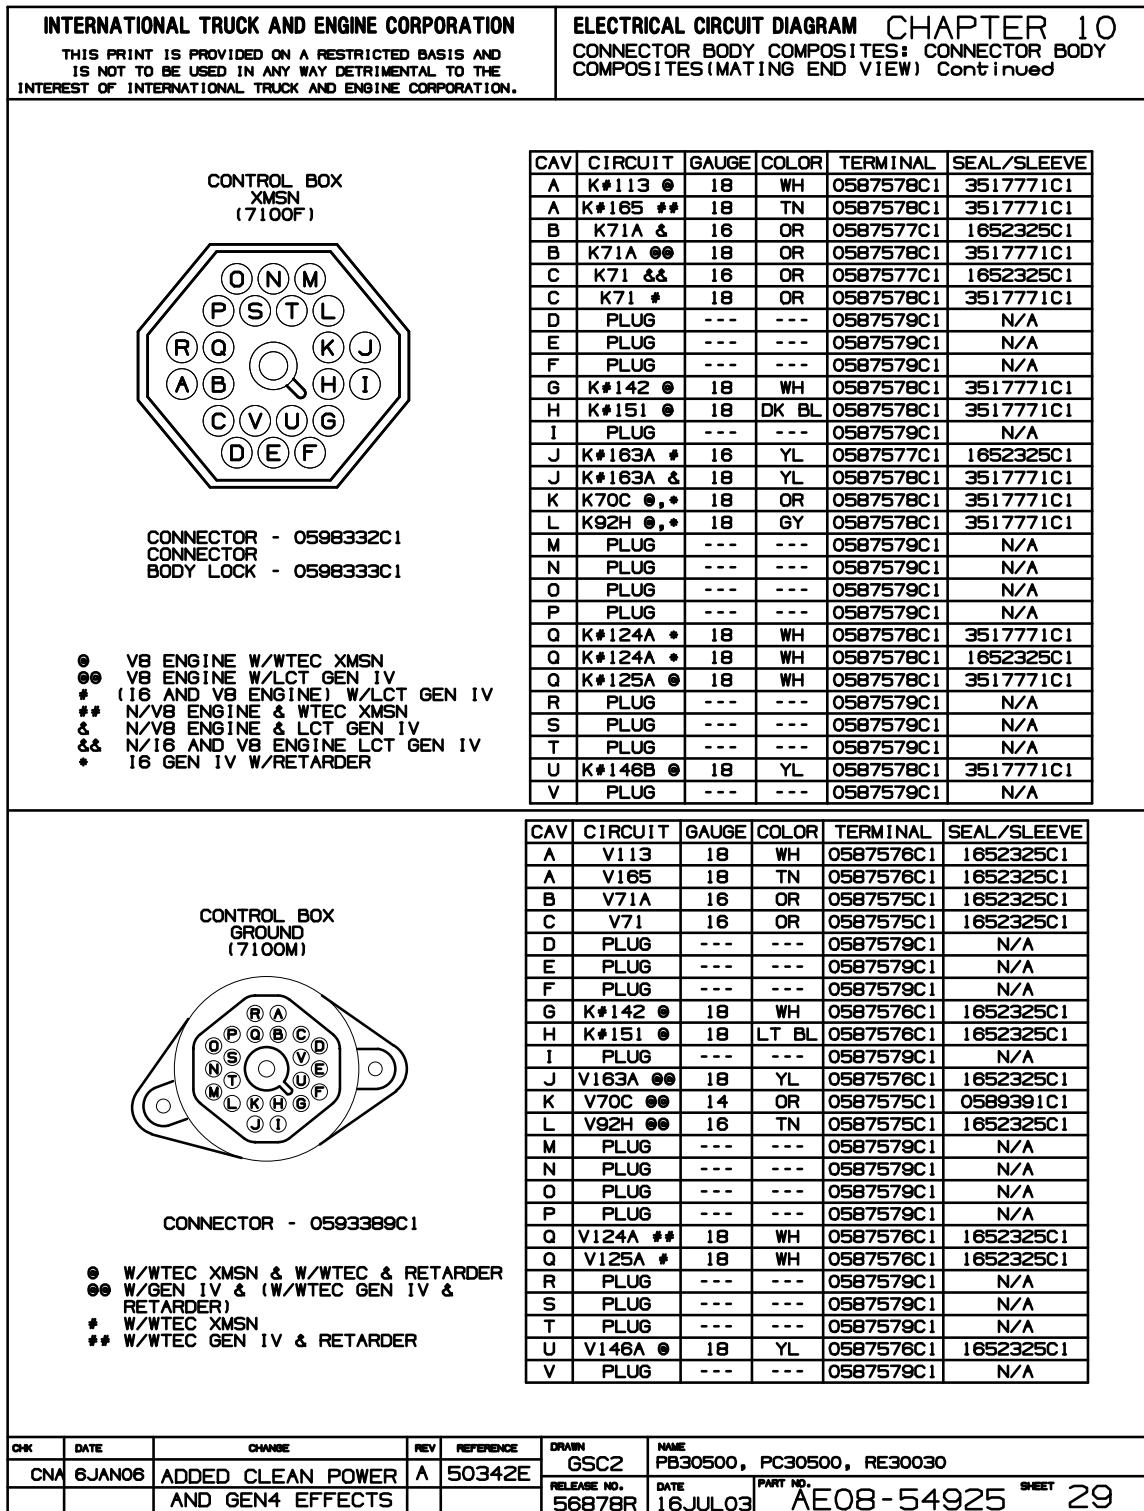 INTERNATIONAL TRUCK AND ENGINE CORPORATION
THIS PRINT IS PROVIDED ON A RESTRICTED BASIS AND
IS NOT TO BE USED IN ANY WAY DETRIMENTAL TO THE
INTEREST OF INTERNATIONAL TRUCK AND ENGINE CORPORATION.
ELECTRICAL CIRCUIT DIAGRAM CHAPTER 10
CONNECTOR BODY COMPOSITES: CONNECTOR BODY
COMPOSITES(MATING END VIEW) Continued
CONTROL BOX
XMSN
(7100F)
O N M
P S T L
R Q K J
A B H I
C V U G
D E F
CONNECTOR - 0598332C1
CONNECTOR
BODY LOCK - 0598333C1
@ V8 ENGINE W/WTEC XMSN
@@ V8 ENGINE W/LCT GEN IV
# (I6 AND V8 ENGINE) W/LCT GEN IV
## N/V8 ENGINE & WTEC XMSN
& N/V8 ENGINE & LCT GEN IV
&& N/I6 AND V8 ENGINE LCT GEN IV
* I6 GEN IV W/RETARDER
CAV CIRCUIT GAUGE COLOR TERMINAL SEAL/SLEEVE
A K#113 @ 18 WH 0587578C1 3517771C1
A K#165 ## 18 TN 0587578C1 3517771C1
B K71A & 16 OR 0587577C1 1652325C1
B K71A @@ 18 OR 0587578C1 3517771C1
C K71 && 16 OR 0587577C1 1652325C1
C K71 # 18 OR 0587578C1 3517771C1
D PLUG --- --- 0587579C1 N/A
E PLUG --- --- 0587579C1 N/A
F PLUG --- --- 0587579C1 N/A
G K#142 @ 18 WH 0587578C1 3517771C1
H K#151 @ 18 DK BL 0587578C1 3517771C1
I PLUG --- --- 0587579C1 N/A
J K#163A # 16 YL 0587577C1 1652325C1
J K#163A & 18 YL 0587578C1 3517771C1
K K70C @,* 18 OR 0587578C1 3517771C1
L K92H @,* 18 GY 0587578C1 3517771C1
M PLUG --- --- 0587579C1 N/A
N PLUG --- --- 0587579C1 N/A
O PLUG --- --- 0587579C1 N/A
P PLUG --- --- 0587579C1 N/A
Q K#124A * 18 WH 0587578C1 3517771C1
Q K#124A * 18 WH 0587578C1 1652325C1
Q K#125A @ 18 WH 0587578C1 3517771C1
R PLUG --- --- 0587579C1 N/A
S PLUG --- --- 0587579C1 N/A
T PLUG --- --- 0587579C1 N/A
U K#146B @ 18 YL 0587578C1 3517771C1
V PLUG --- --- 0587579C1 N/A
CONTROL BOX
GROUND
(7100M)
R A
P Q B C
O S V D
N E
T U
M F
L K H G
J I
CONNECTOR - 0593389C1
@ W/WTEC XMSN & W/WTEC & RETARDER
@@ W/GEN IV & (W/WTEC GEN IV &
RETARDER)
# W/WTEC XMSN
## W/WTEC GEN IV & RETARDER
CAV CIRCUIT GAUGE COLOR TERMINAL SEAL/SLEEVE
A V113 18 WH 0587576C1 1652325C1
A V165 18 TN 0587576C1 1652325C1
B V71A 16 OR 0587575C1 1652325C1
C V71 16 OR 0587575C1 1652325C1
D PLUG --- --- 0587579C1 N/A
E PLUG --- --- 0587579C1 N/A
F PLUG --- --- 0587579C1 N/A
G K#142 @ 18 WH 0587576C1 1652325C1
H K#151 @ 18 LT BL 0587576C1 1652325C1
I PLUG --- --- 0587579C1 N/A
J V163A @@ 18 YL 0587576C1 1652325C1
K V70C @@ 14 OR 0587575C1 0589391C1
L V92H @@ 16 TN 0587575C1 1652325C1
M PLUG --- --- 0587579C1 N/A
N PLUG --- --- 0587579C1 N/A
O PLUG --- --- 0587579C1 N/A
P PLUG --- --- 0587579C1 N/A
Q V124A ## 18 WH 0587576C1 1652325C1
Q V125A # 18 WH 0587576C1 1652325C1
R PLUG --- --- 0587579C1 N/A
S PLUG --- --- 0587579C1 N/A
T PLUG --- --- 0587579C1 N/A
U V146A @ 18 YL 0587576C1 1652325C1
V PLUG --- --- 0587579C1 N/A
CHK DATE CHANGE REV REFERENCE
CNA 6JAN06 ADDED CLEAN POWER A 50342E
AND GEN4 EFFECTS
DRAWN GSC2
NAME PB30500, PC30500, RE30030
RELEASE NO. 56878R
DATE 16JUL03
PART NO. AE08-54925
SHEET 29